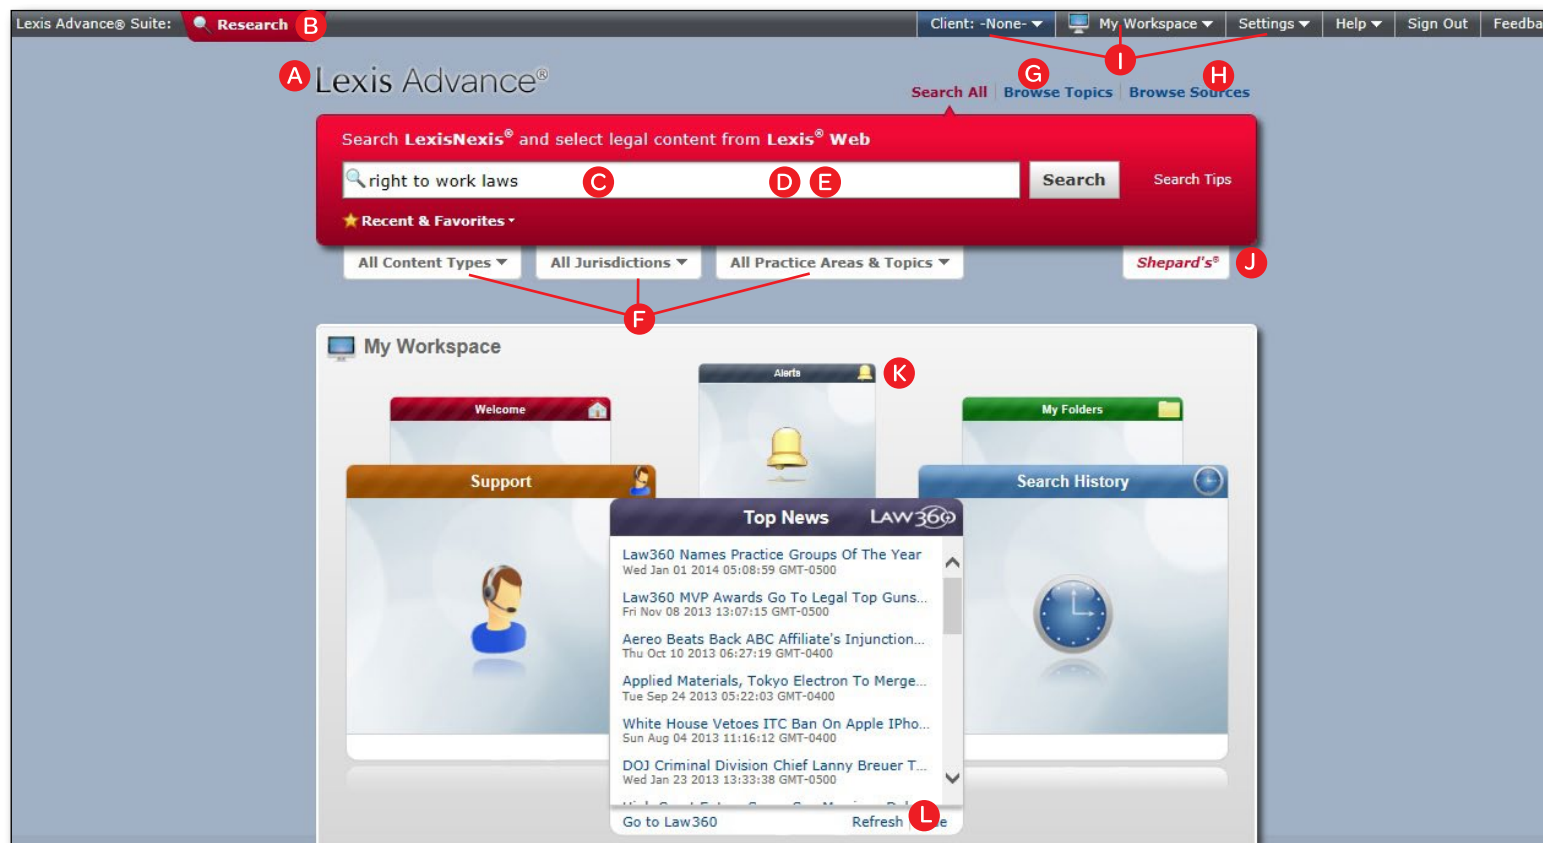 Lexis Advance® Suite: Research B Client: -None- My Workspace Settings Help Sign Out Feedba
I
A Lexis Advance®
G H
Search All Browse Topics Browse Sources
Search LexisNexis® and select legal content from Lexis® Web
right to work laws C D E Search Search Tips
Recent & Favorites
All Content Types All Jurisdictions All Practice Areas & Topics Shepard's® J
F
My Workspace
Alerts K
Welcome My Folders
Support Search History
Top News LAW360
Law360 Names Practice Groups Of The Year
Wed Jan 01 2014 05:08:59 GMT-0500
Law360 MVP Awards Go To Legal Top Guns...
Fri Nov 08 2013 13:07:15 GMT-0500
Aereo Beats Back ABC Affiliate's Injunction...
Thu Oct 10 2013 06:27:19 GMT-0400
Applied Materials, Tokyo Electron To Merge...
Tue Sep 24 2013 05:22:03 GMT-0400
White House Vetoes ITC Ban On Apple IPho...
Sun Aug 04 2013 11:16:12 GMT-0400
DOJ Criminal Division Chief Lanny Breuer T...
Wed Jan 23 2013 13:33:38 GMT-0500
Go to Law360 Refresh L